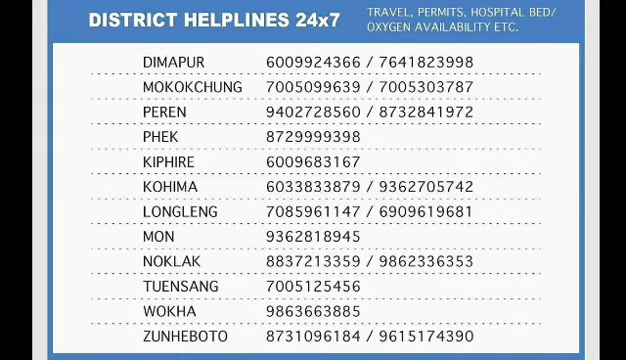 DISTRICT HELPLINES 24x7
TRAVEL, PERMITS, HOSPITAL BED/
OXYGEN AVAILABILITY ETC.
DIMAPUR 6009924366 / 7641823998
MOKOKCHUNG 7005099639 / 7005303787
PEREN 9402728560 / 8732841972
PHEK 8729999398
KIPHIRE 6009683167
KOHIMA 6033833879 / 9362705742
LONGLENG 7085961147 / 6909619681
MON 9362818945
NOKLAK 8837213359 / 9862336353
TUENSANG 7005125456
WOKHA 9863663885
ZUNHEBOTO 8731096184 / 9615174390